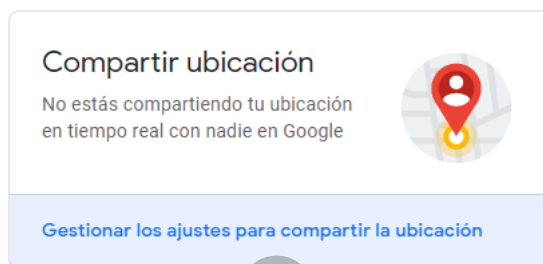 Compartir ubicación
No estás compartiendo tu ubicación
en tiempo real con nadie en Google
Gestionar los ajustes para compartir la ubicación